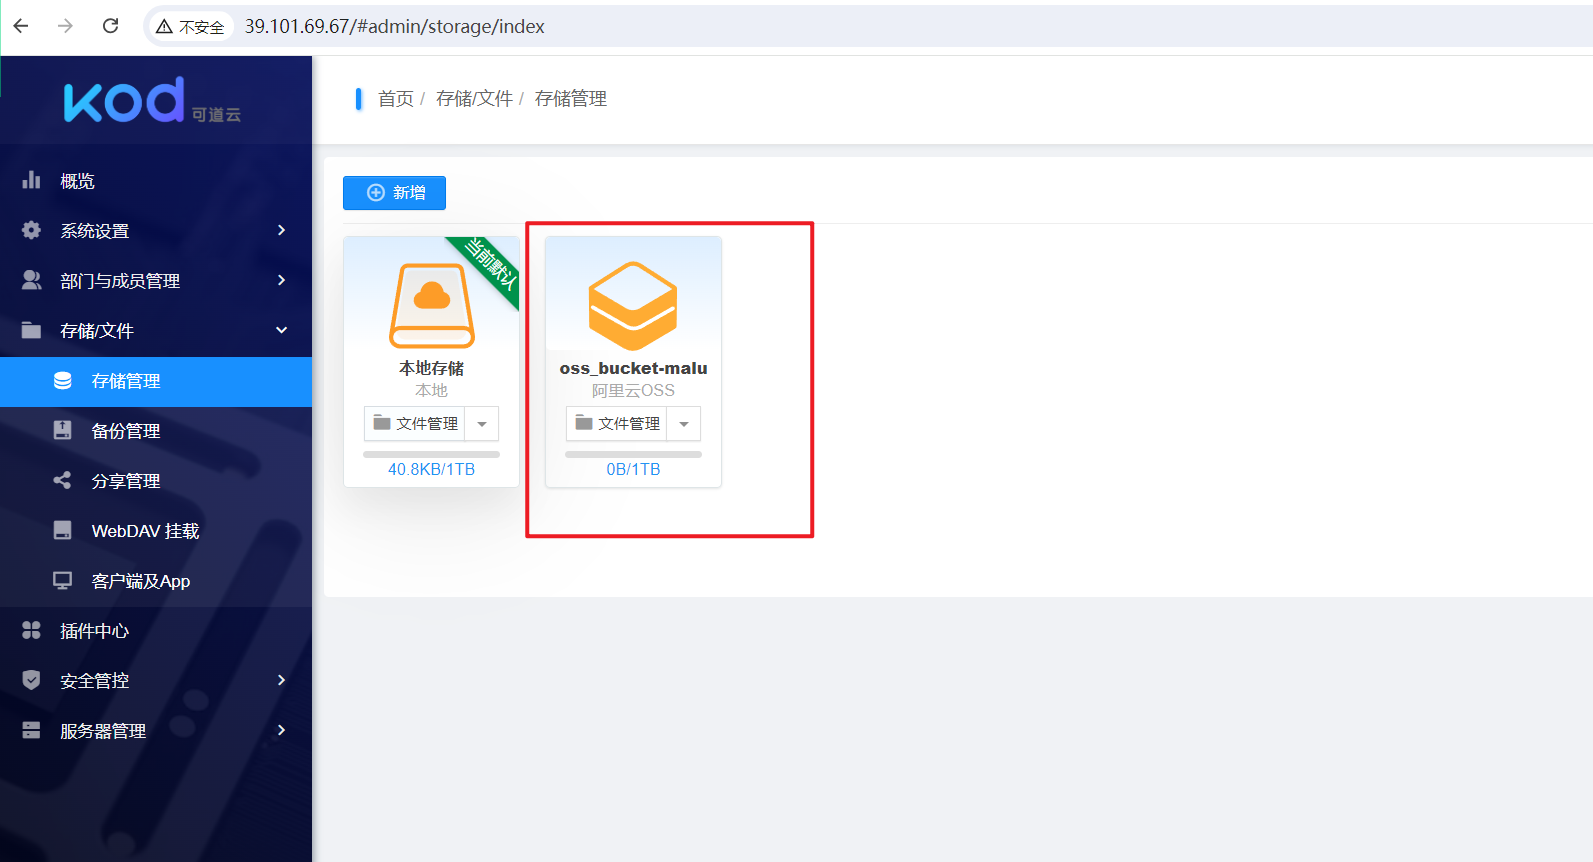 不安全
39.101.69.67/#admin/storage/index
kod 可道云
首页 / 存储/文件 / 存储管理
概览
系统设置
部门与成员管理
存储/文件
存储管理
备份管理
分享管理
WebDAV 挂载
客户端及App
插件中心
安全管控
服务器管理
新增
当前默认
本地存储
本地
文件管理
40.8KB/1TB
oss_bucket-malu
阿里云OSS
文件管理
0B/1TB